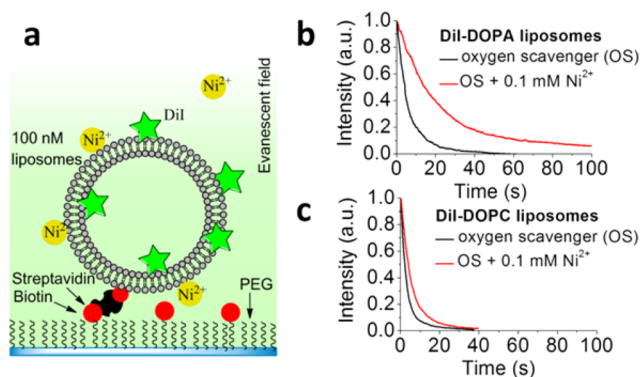 a
Ni2+
DiI
Ni2+
100 nM
liposomes
Evanescent field
Ni2+
Streptavidin
Biotin
Ni2+
PEG
b
Intensity (a.u.)
1.0
0.8
0.6
0.4
0.2
0.0
DiI-DOPA liposomes
oxygen scavenger (OS)
OS + 0.1 mM Ni2+
0 20 40 60 80 100
Time (s)
c
Intensity (a.u.)
1.0
0.8
0.6
0.4
0.2
0.0
DiI-DOPC liposomes
oxygen scavenger (OS)
OS + 0.1 mM Ni2+
0 20 40 60 80 100
Time (s)